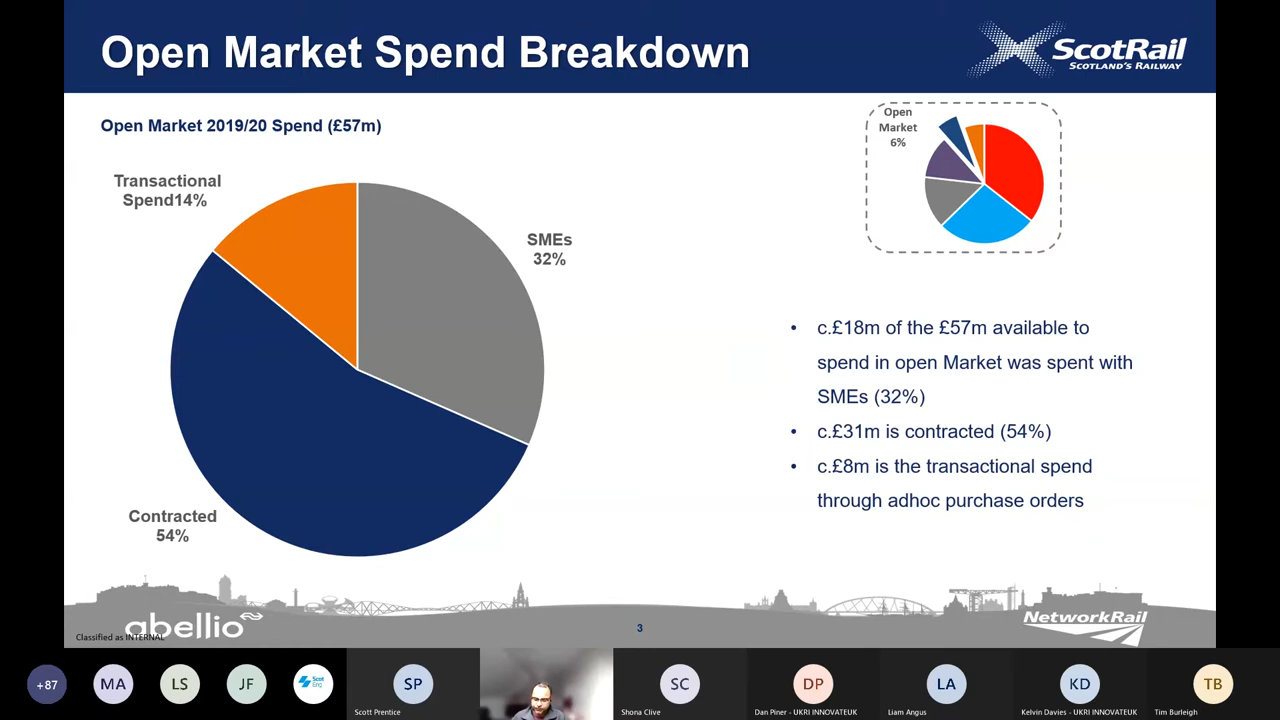 Open Market Spend Breakdown
ScotRail
SCOTLAND'S RAILWAY
Open Market 2019/20 Spend (£57m)
Open
Market
6%
Transactional
Spend14%
SMEs
32%
Contracted
54%
• c.£18m of the £57m available to
spend in open Market was spent with
SMEs (32%)
• c.£31m is contracted (54%)
• c.£8m is the transactional spend
through adhoc purchase orders
abellio
Classified as INTERNAL
3
NetworkRail
+87
MA
LS
JF
Scot
Eng
SP
Scott Prentice
SC
Shona Clive
DP
Dan Piner - UKRI INNOVATEUK
LA
Liam Angus
KD
Kelvin Davies - UKRI INNOVATEUK
TB
Tim Burleigh